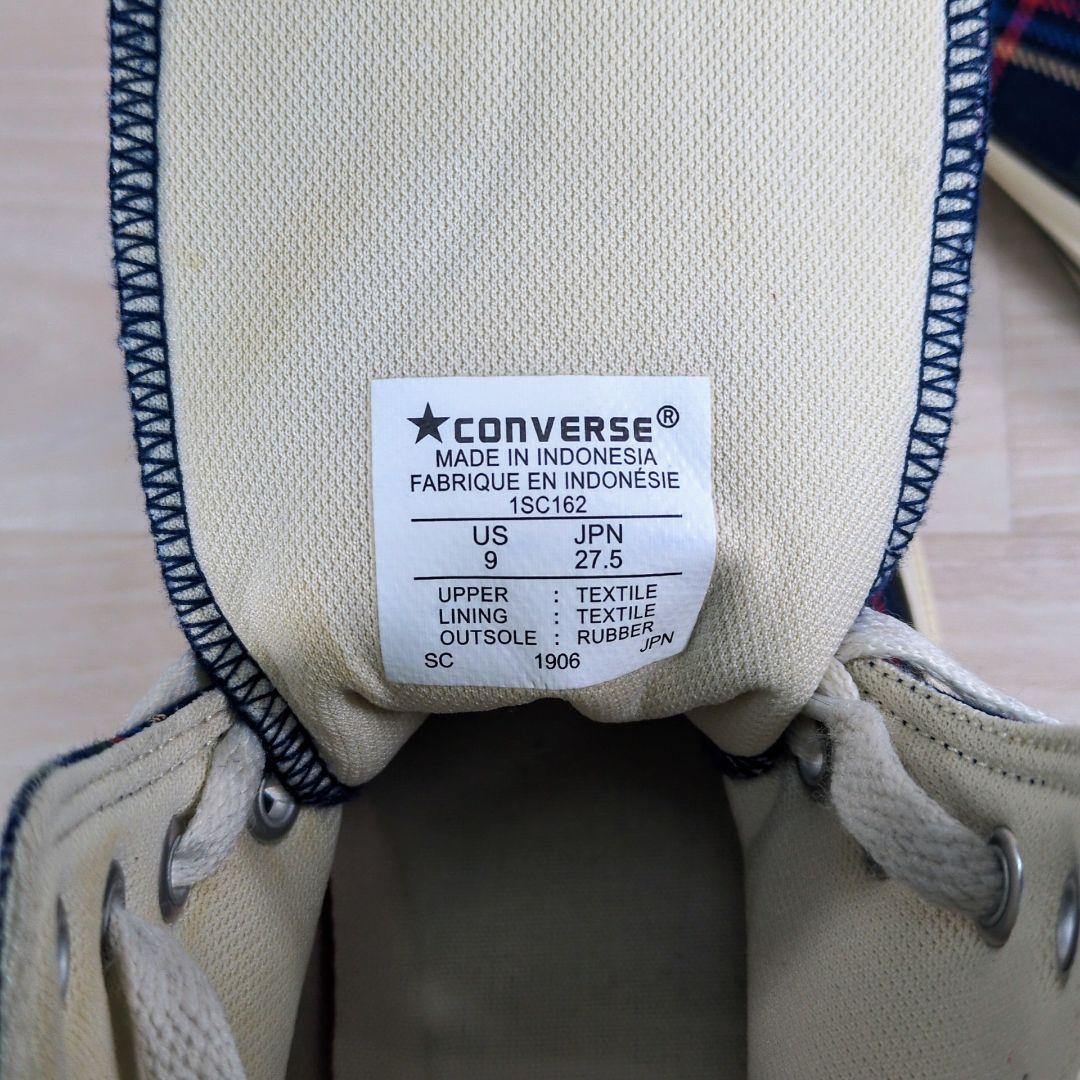 ★CONVERSE®
MADE IN INDONESIA
FABRIQUE EN INDONÉSIE
1SC162
US JPN
9 27.5
UPPER : TEXTILE
LINING : TEXTILE
OUTSOLE : RUBBER
JPN
SC 1906